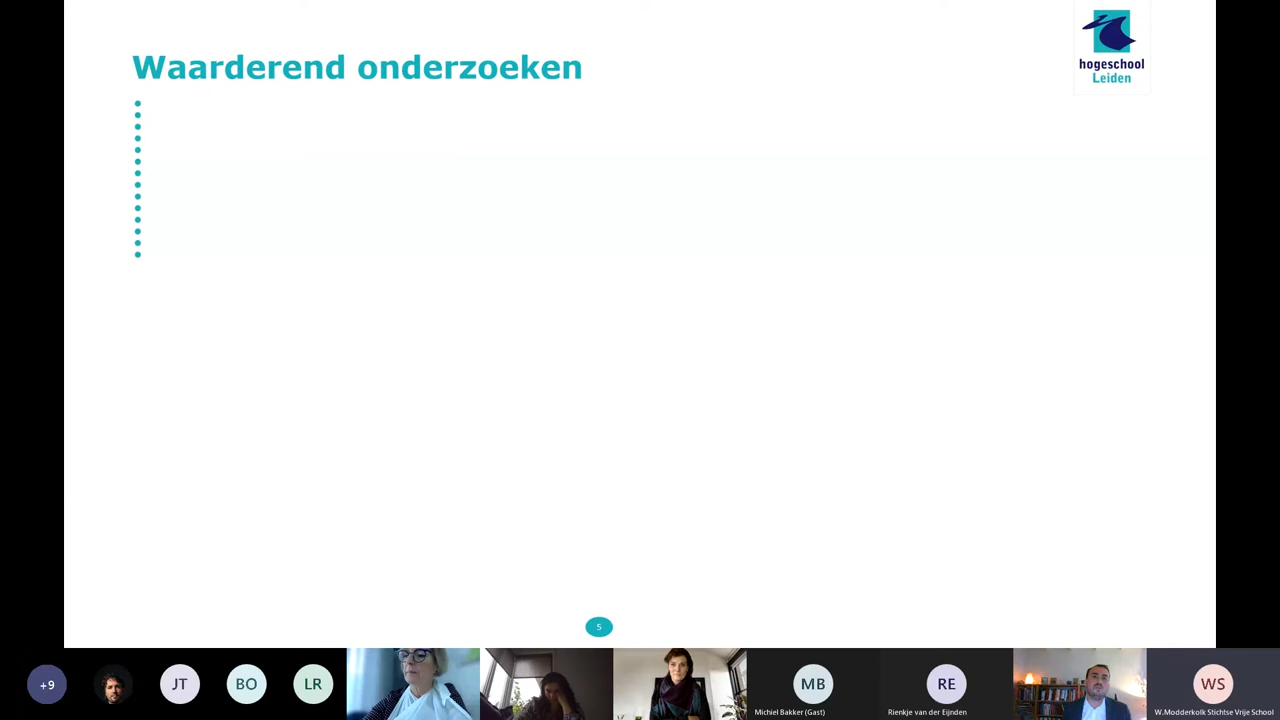 Waarderend onderzoeken
hogeschool
Leiden
5
+9
JT
BO
LR
MB
Michiel Bakker (Gast)
RE
Rienkje van der Eijnden
WS
W.Modderkolk Stichtse Vrije School